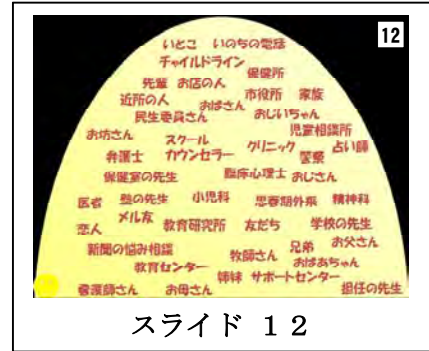 12
いとこ いのちの電話
チャイルドライン
保健所
先輩 お店の人
市役所 家族
近所の人 おばさん
民生委員さん おじいちゃん
お坊さん 児童相談所
スクールカウンセラー クリニック 占い師
弁護士 警察
保健室の先生 臨床心理士 おじさん
医者 塾の先生 小児科 思春期外来 精神科
恋人 メル友 教育研究所 友だち 学校の先生
新聞の悩み相談 牧師さん 兄弟 お父さん
教育センター おばあちゃん
姉妹 サポートセンター
看護師さん お母さん 担任の先生
スライド 12